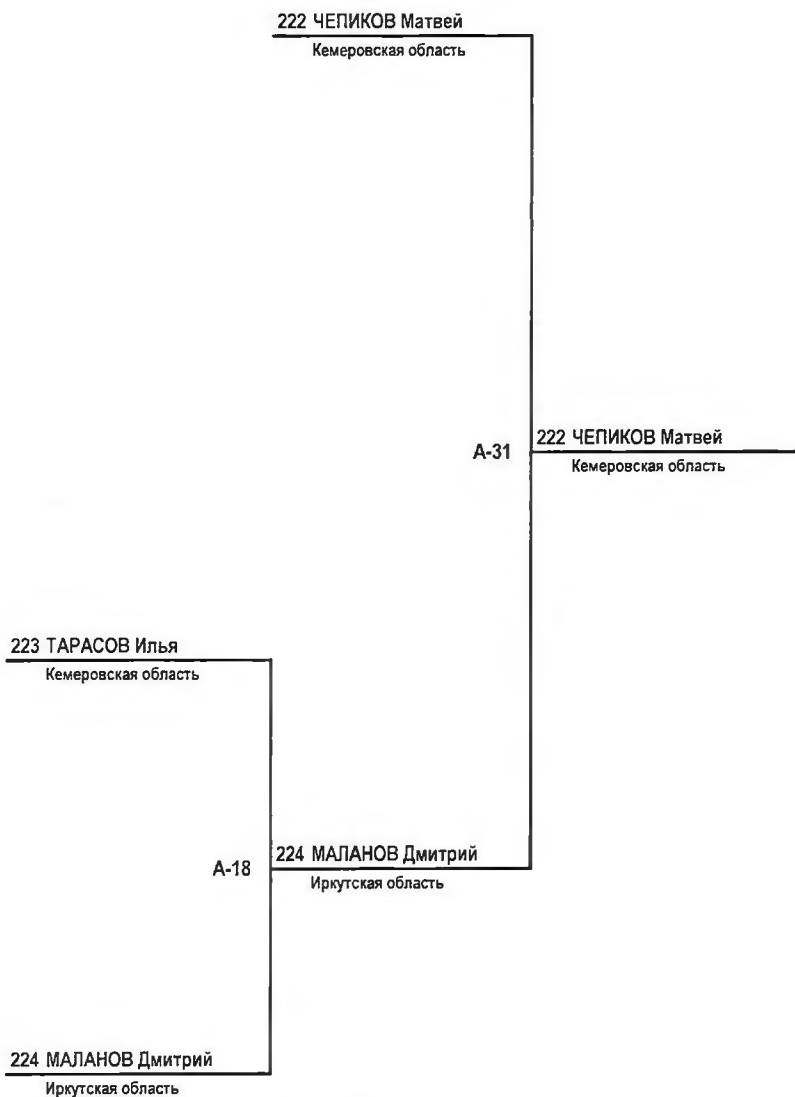 222 ЧЕПИКОВ Матвей
Кемеровская область
А-31
222 ЧЕПИКОВ Матвей
Кемеровская область
223 ТАРАСОВ Илья
Кемеровская область
А-18
224 МАЛАНОВ Дмитрий
Иркутская область
224 МАЛАНОВ Дмитрий
Иркутская область